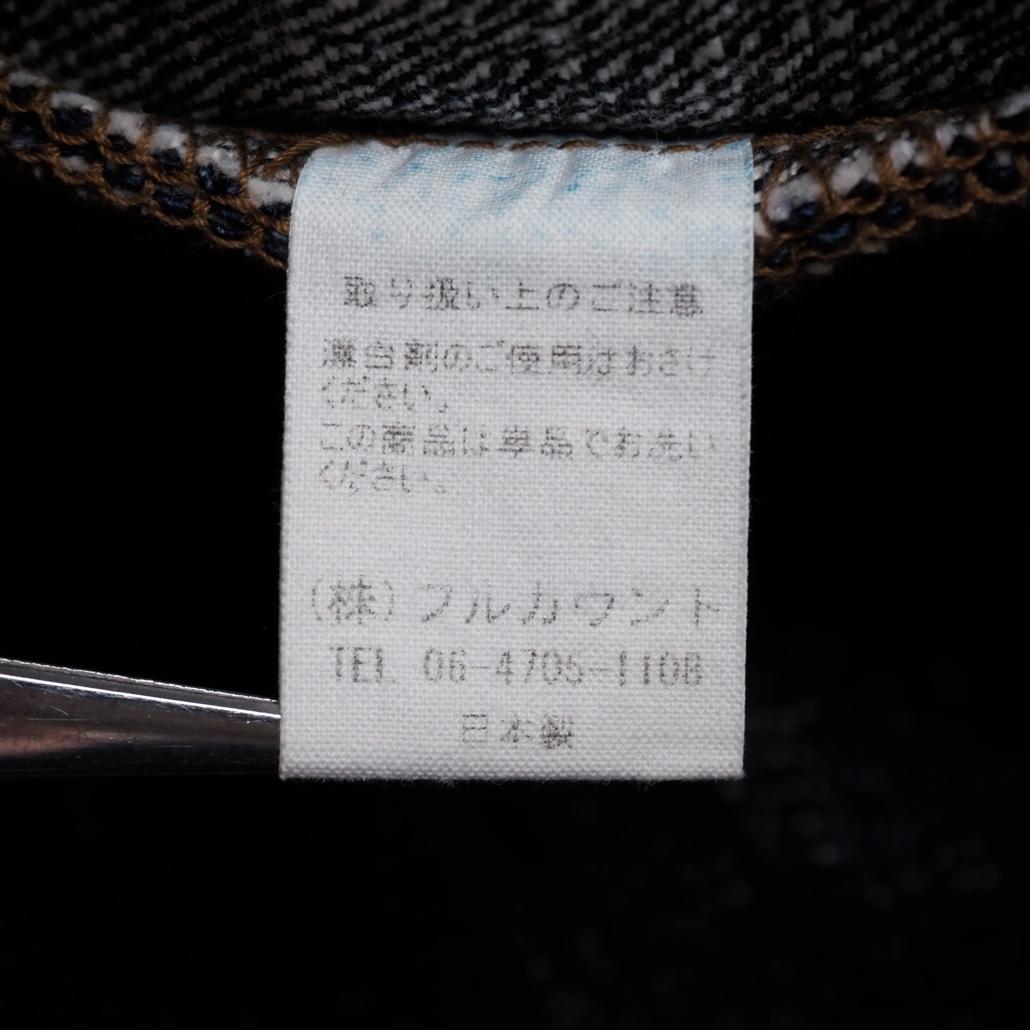 取り扱い上のご注意
漂白剤のご使用はおさけ
ください。
この商品は単品でお洗い
ください。
（株）フルカウント
TEL 06-4705-1108
日本製